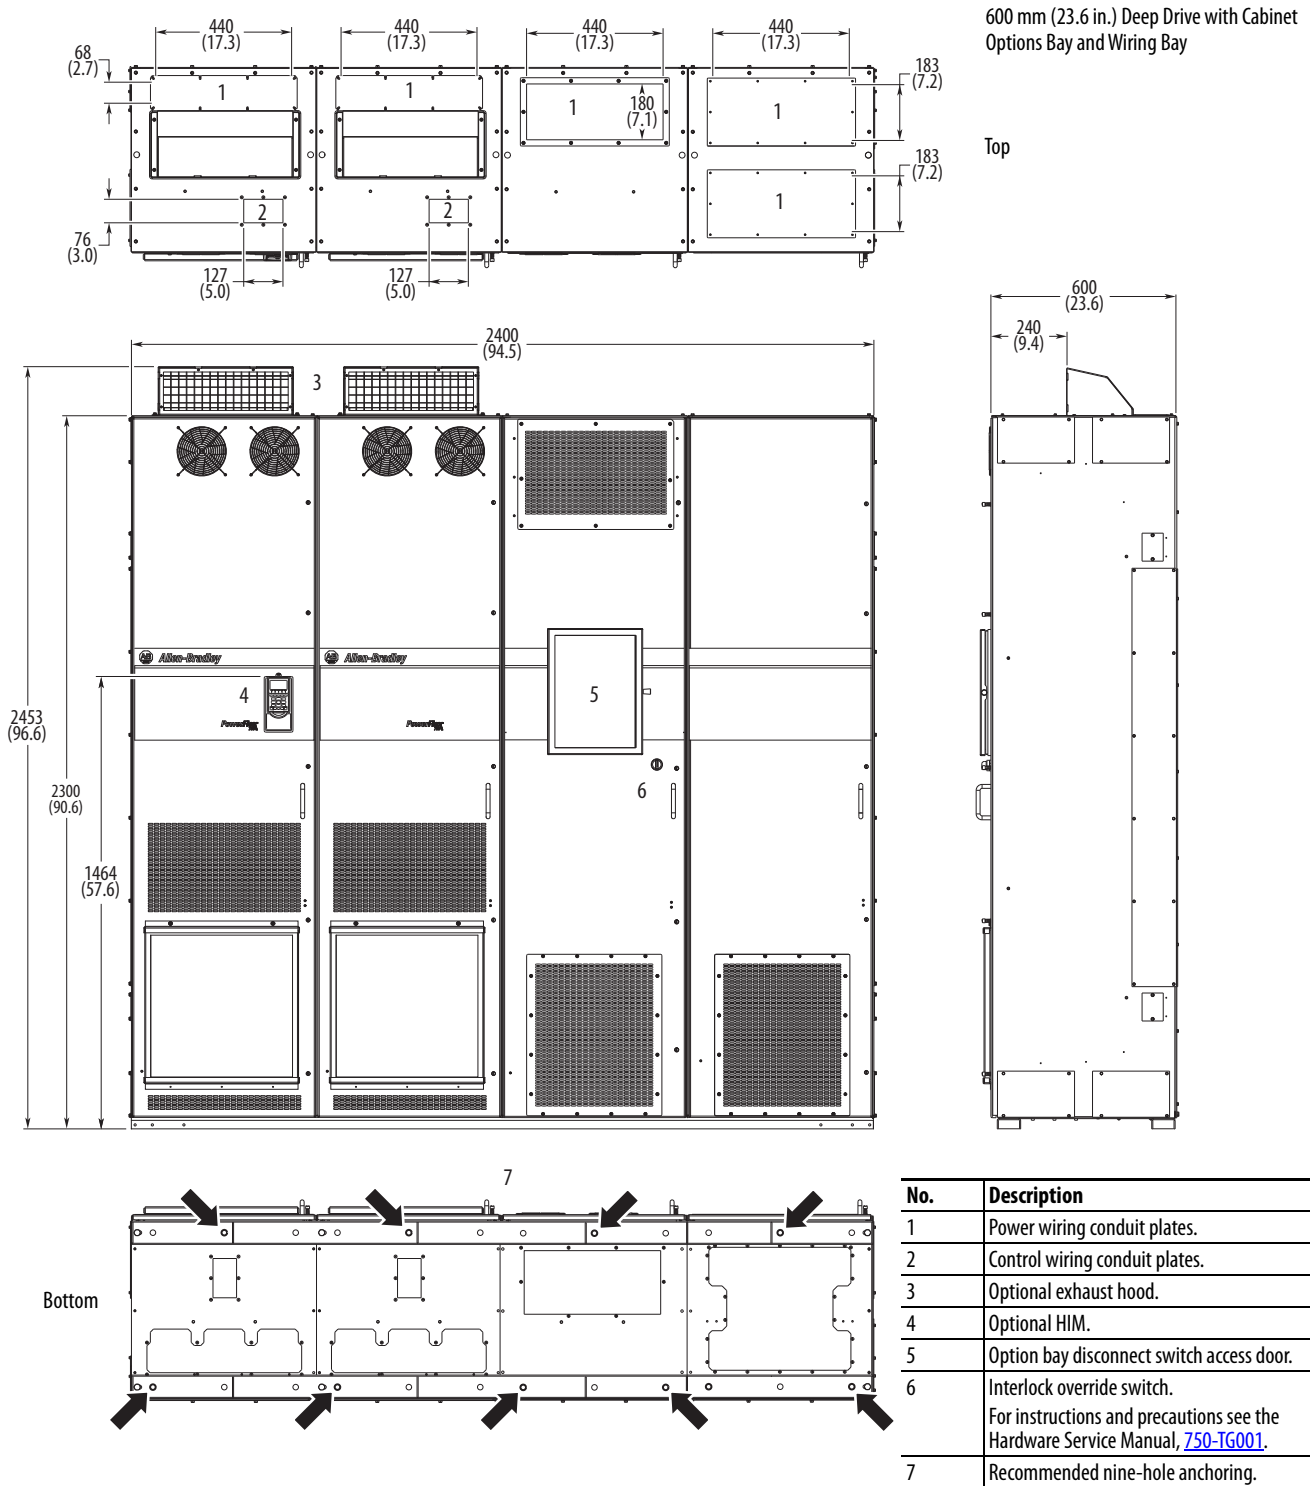 600 mm (23.6 in.) Deep Drive with Cabinet
Options Bay and Wiring Bay
440
(17.3)
440
(17.3)
440
(17.3)
440
(17.3)
68
(2.7)
183
(7.2)
1
1
1
180
(7.1)
1
Top
183
(7.2)
1
2
2
76
(3.0)
127
(5.0)
127
(5.0)
600
(23.6)
240
(9.4)
2400
(94.5)
3
AB Allen-Bradley
AB Allen-Bradley
4
5
PowerFlex
PowerFlex
2453
(96.6)
2300
(90.6)
6
1464
(57.6)
7
Bottom
No. Description
1 Power wiring conduit plates.
2 Control wiring conduit plates.
3 Optional exhaust hood.
4 Optional HIM.
5 Option bay disconnect switch access door.
6 Interlock override switch.
For instructions and precautions see the
Hardware Service Manual, 750-TG001.
7 Recommended nine-hole anchoring.